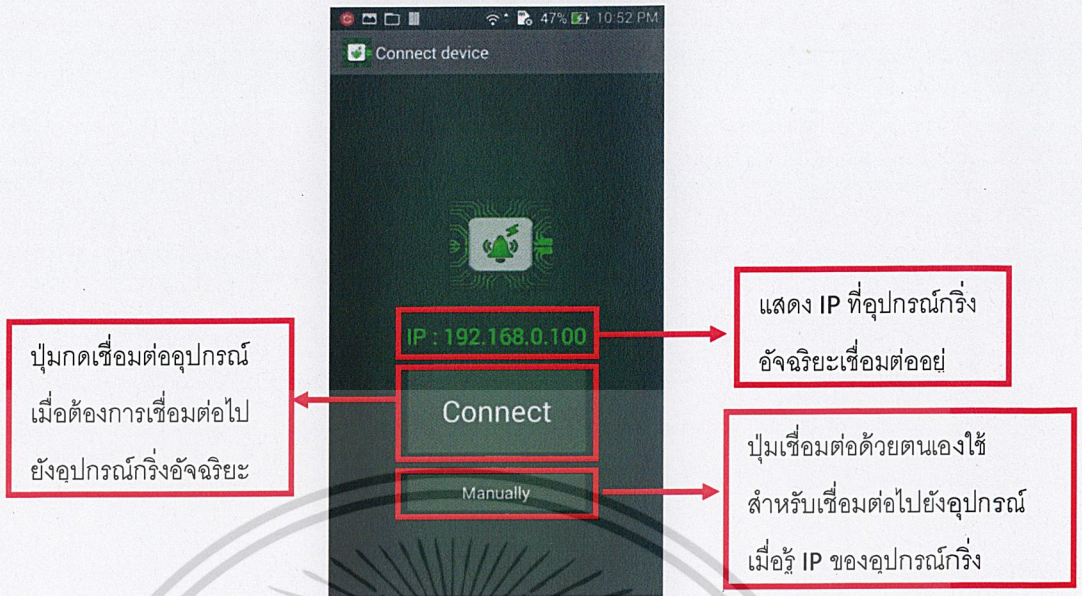 47% 10:52 PM
Connect device
IP : 192.168.0.100
Connect
Manually
ปุ่มกดเชื่อมต่ออุปกรณ์
เมื่อต้องการเชื่อมต่อไป
ยังอุปกรณ์กริ่งอัจฉริยะ
แสดง IP ที่อุปกรณ์กริ่ง
อัจฉริยะเชื่อมต่ออยู่
ปุ่มเชื่อมต่อด้วยตนเองใช้
สำหรับเชื่อมต่อไปยังอุปกรณ์
เมื่อรู้ IP ของอุปกรณ์กริ่ง